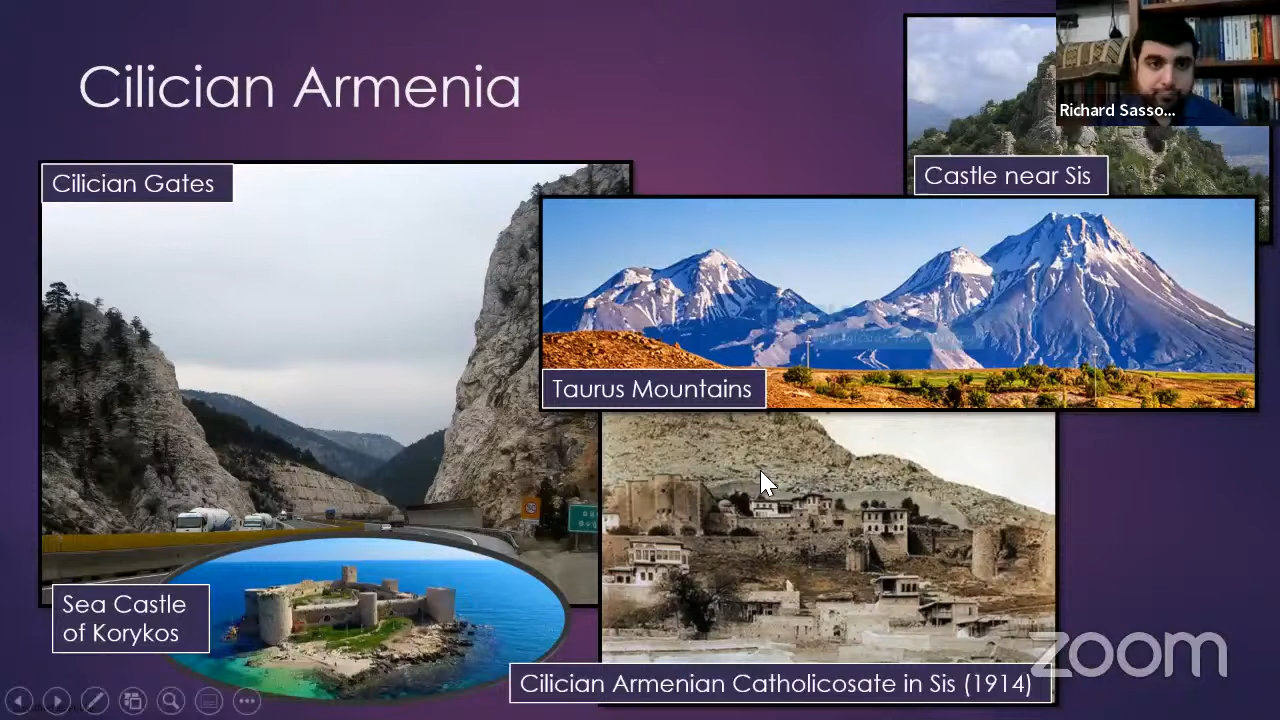 Cilician Armenia
Richard Sasso...
Castle near Sis
Cilician Gates
Taurus Mountains
Sea Castle
of Korykos
Cilician Armenian Catholicosate in Sis (1914)
zoom